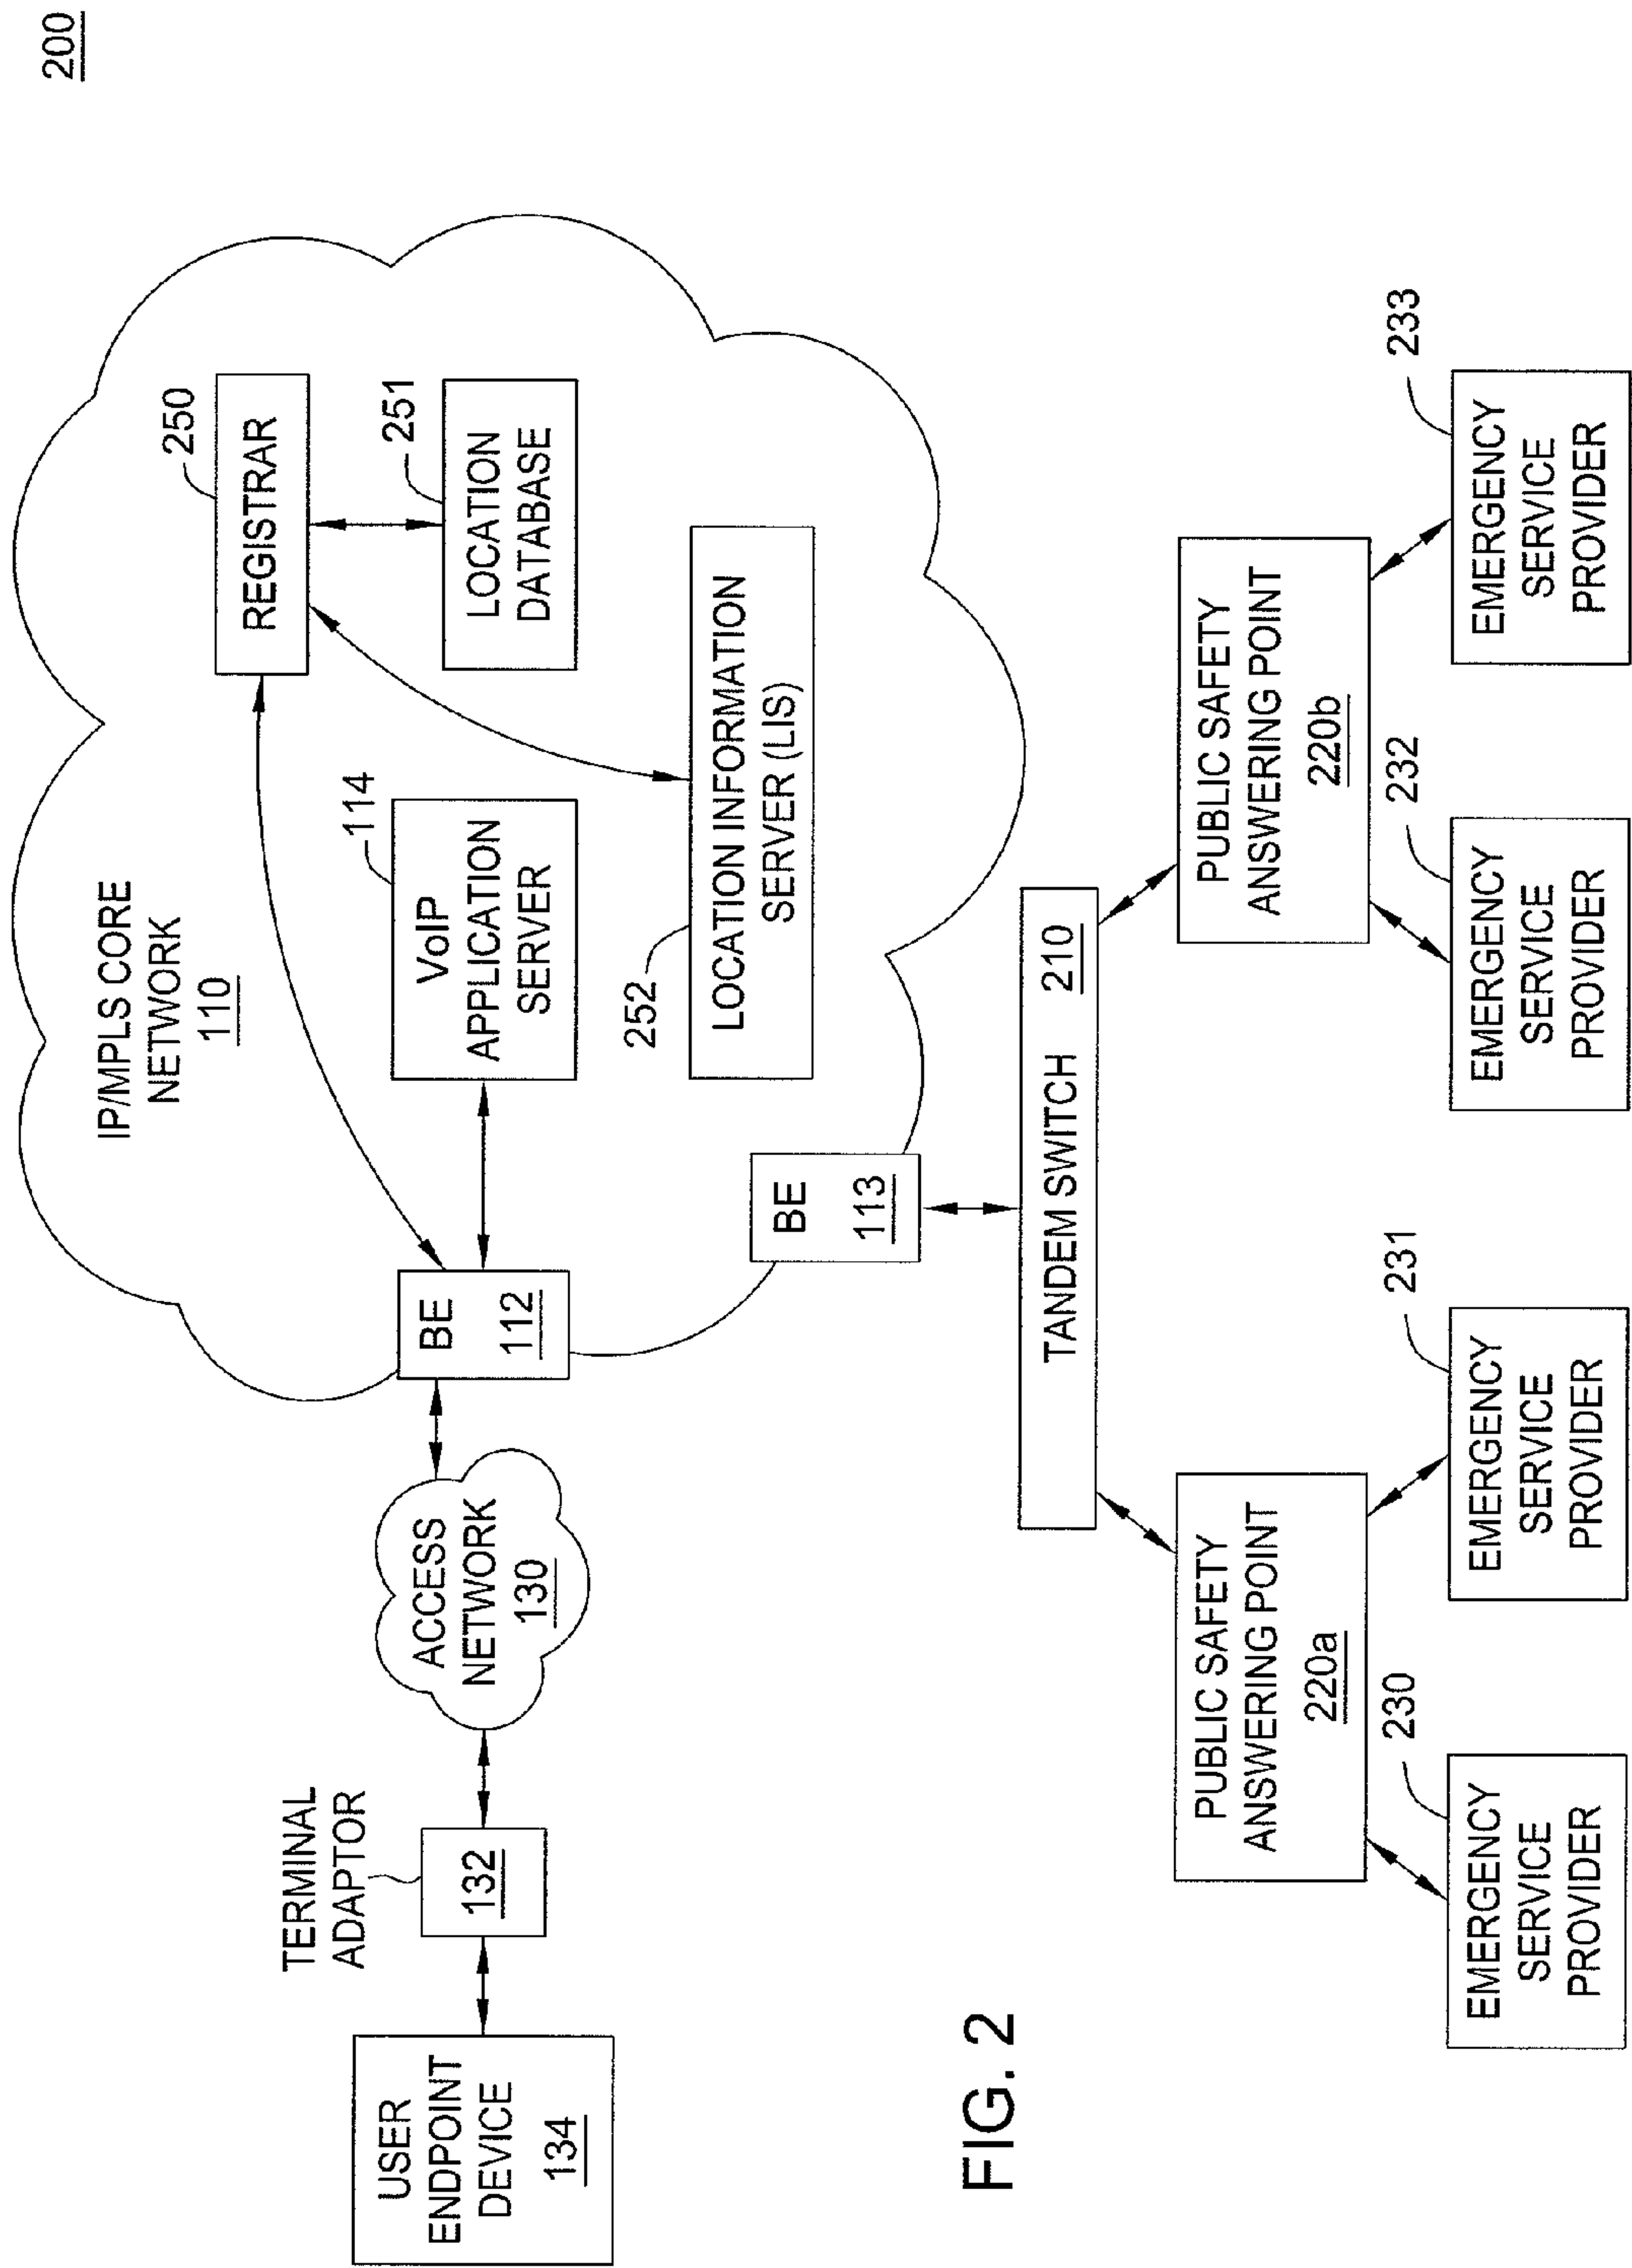 200
IP/MPLS CORE
NETWORK
110
250
REGISTRAR
251
LOCATION
DATABASE
114
VoIP
APPLICATION
SERVER
252
LOCATION INFORMATION
SERVER (LIS)
BE
112
BE
113
ACCESS
NETWORK
130
TERMINAL
ADAPTOR
132
USER
ENDPOINT
DEVICE
134
TANDEM SWITCH 210
PUBLIC SAFETY
ANSWERING POINT
220a
PUBLIC SAFETY
ANSWERING POINT
220b
230
EMERGENCY
SERVICE
PROVIDER
231
EMERGENCY
SERVICE
PROVIDER
232
EMERGENCY
SERVICE
PROVIDER
233
EMERGENCY
SERVICE
PROVIDER
FIG. 2